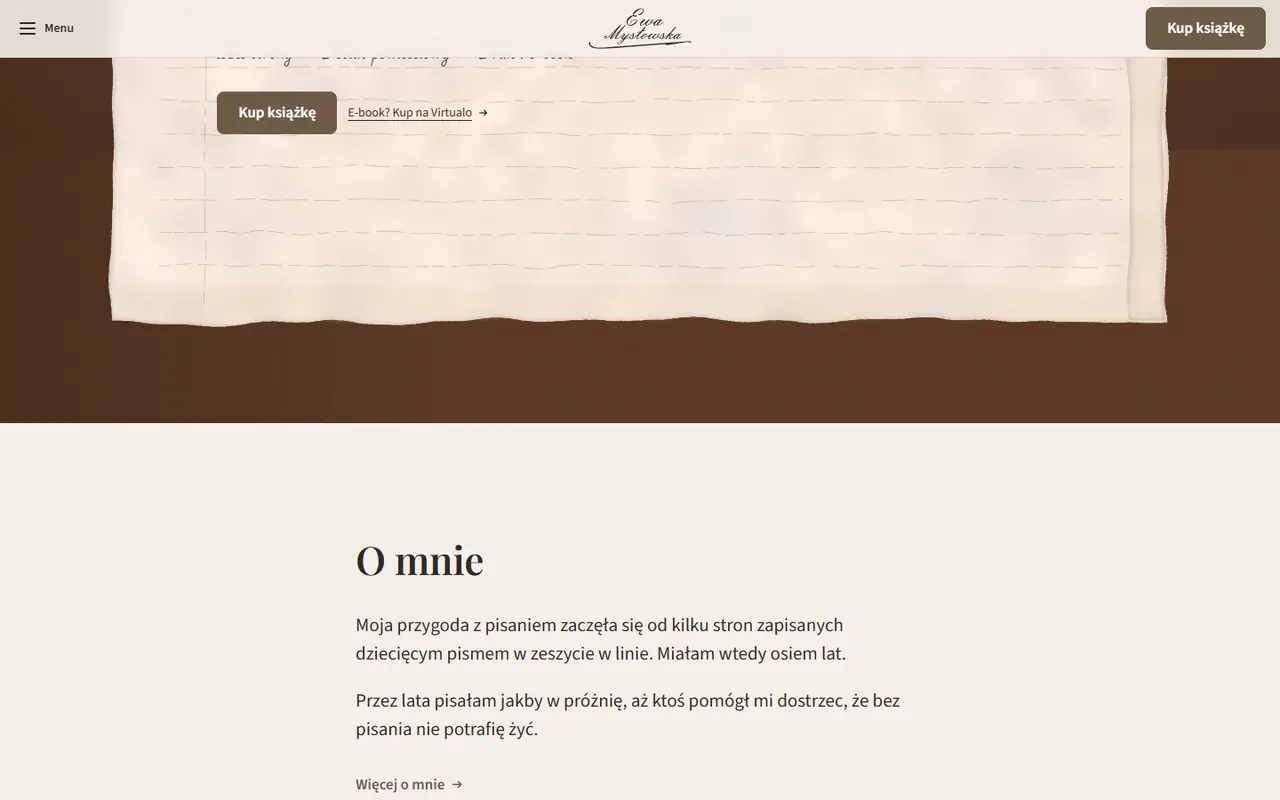 Menu
Ewa
Mysłowska
Kup książkę
Kup książkę
E-book? Kup na Virtualo →
O mnie
Moja przygoda z pisaniem zaczęła się od kilku stron zapisanych
dziecięcym pismem w zeszycie w linie. Miałam wtedy osiem lat.
Przez lata pisałam jakby w próżnię, aż ktoś pomógł mi dostrzec, że bez
pisania nie potrafię żyć.
Więcej o mnie →